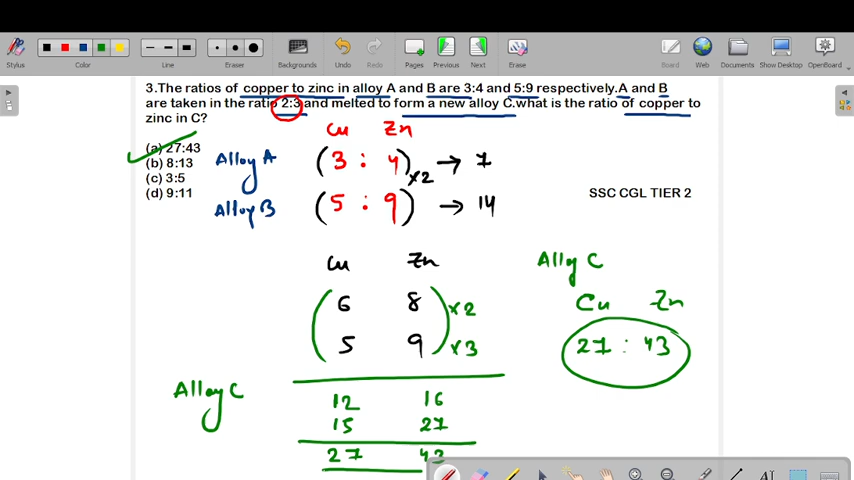 Stylus Color Line Eraser Backgrounds Undo Redo Pages Previous Next Erase Board Web Documents Show Desktop OpenBoard
3.The ratios of copper to zinc in alloy A and B are 3:4 and 5:9 respectively.A and B
are taken in the ratio 2:3 and melted to form a new alloy C.what is the ratio of copper to
zinc in C?
(a) 27:43
(b) 8:13
(c) 3:5
(d) 9:11
SSC CGL TIER 2
Cu Zn
Alloy A (3 : 4)×2 → 7
Alloy B (5 : 9) → 14
Cu Zn
6 8 ×2
5 9 ×3
Alloy C
12 16
15 27
27 43
Alloy C
Cu Zn
27 : 43